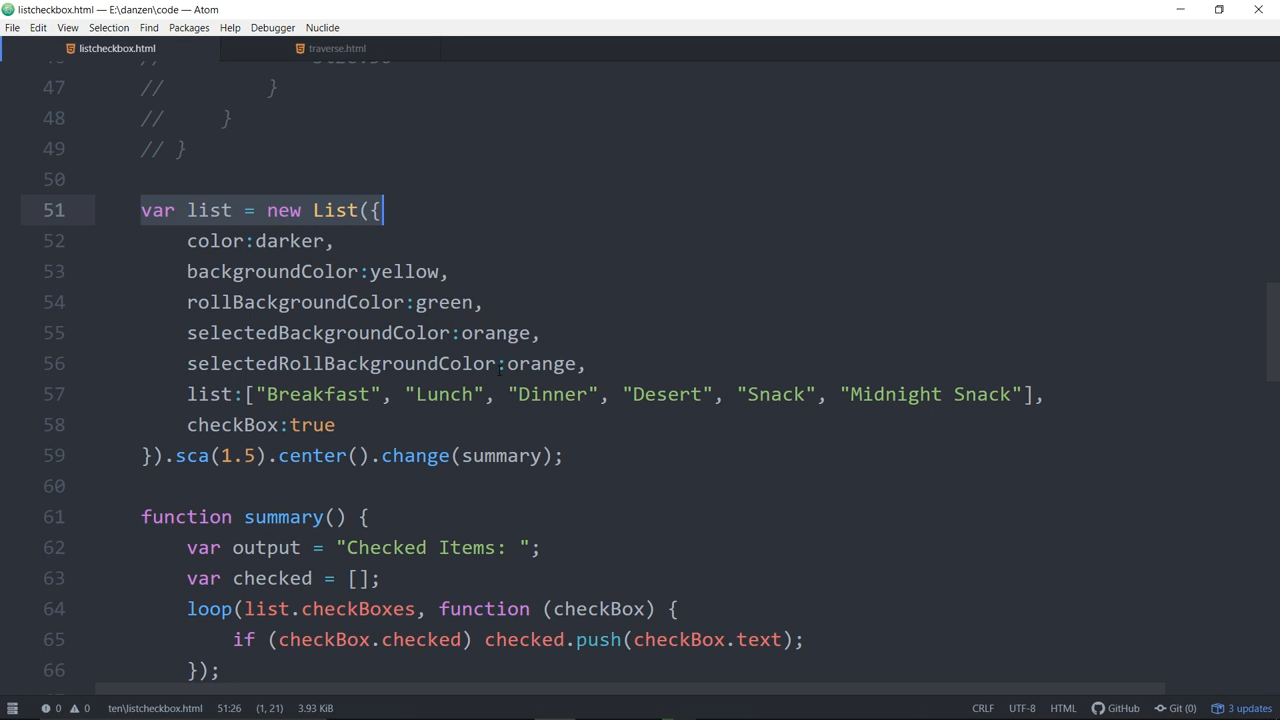 listcheckbox.html — E:\danzen\code — Atom
File Edit View Selection Find Packages Help Debugger Nuclide
listcheckbox.html traverse.html
47 // }
48 // }
49 // }
50
51 var list = new List({
52 color:darker,
53 backgroundColor:yellow,
54 rollBackgroundColor:green,
55 selectedBackgroundColor:orange,
56 selectedRollBackgroundColor:orange,
57 list:["Breakfast", "Lunch", "Dinner", "Desert", "Snack", "Midnight Snack"],
58 checkBox:true
59 }).sca(1.5).center().change(summary);
60
61 function summary() {
62 var output = "Checked Items: ";
63 var checked = [];
64 loop(list.checkBoxes, function (checkBox) {
65 if (checkBox.checked) checked.push(checkBox.text);
66 });
0 0 ten\listcheckbox.html 51:26 (1, 21) 3.93 KiB CRLF UTF-8 HTML GitHub Git (0) 3 updates